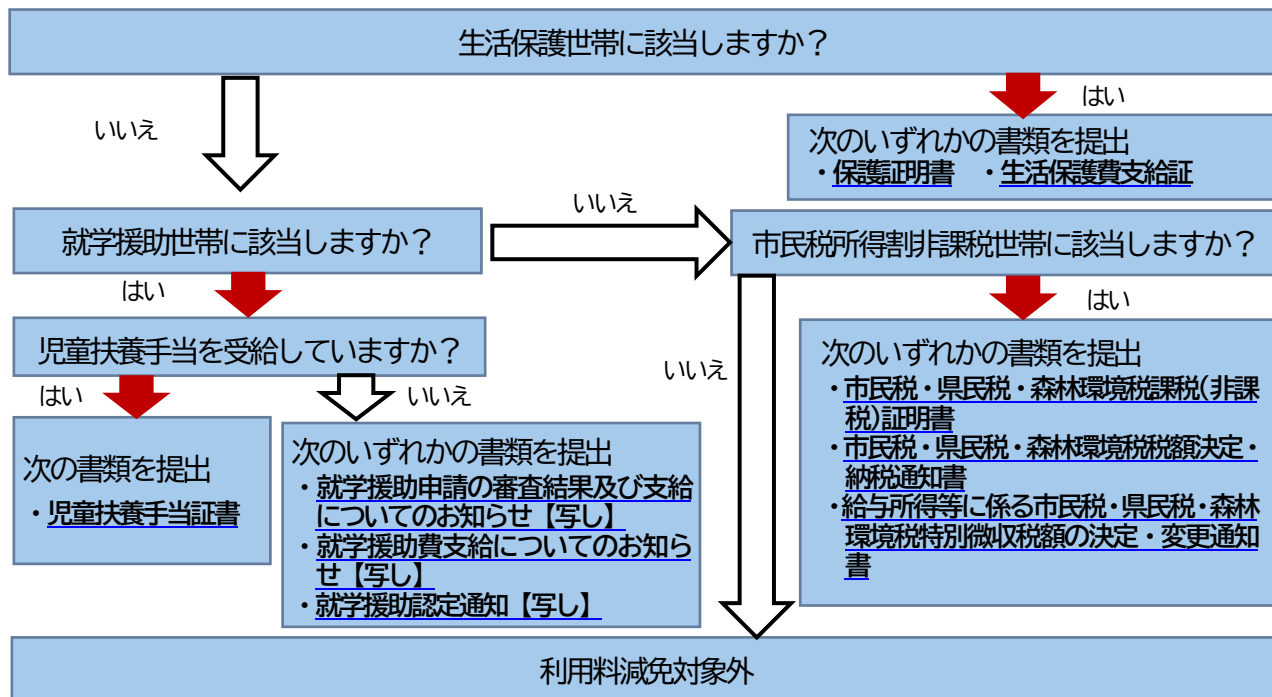 生活保護世帯に該当しますか？
はい
いいえ
次のいずれかの書類を提出
・保護証明書　・生活保護費支給証
いいえ
就学援助世帯に該当しますか？
市民税所得割非課税世帯に該当しますか？
はい
はい
児童扶養手当を受給していますか？
いいえ
はい
いいえ
次の書類を提出
・児童扶養手当証書
次のいずれかの書類を提出
・就学援助申請の審査結果及び支給
についてのお知らせ【写し】
・就学援助費支給についてのお知ら
せ【写し】
・就学援助認定通知【写し】
次のいずれかの書類を提出
・市民税・県民税・森林環境税課税(非課
税)証明書
・市民税・県民税・森林環境税税額決定・
納税通知書
・給与所得等に係る市民税・県民税・森林
環境税特別徴収税額の決定・変更通知
書
利用料減免対象外